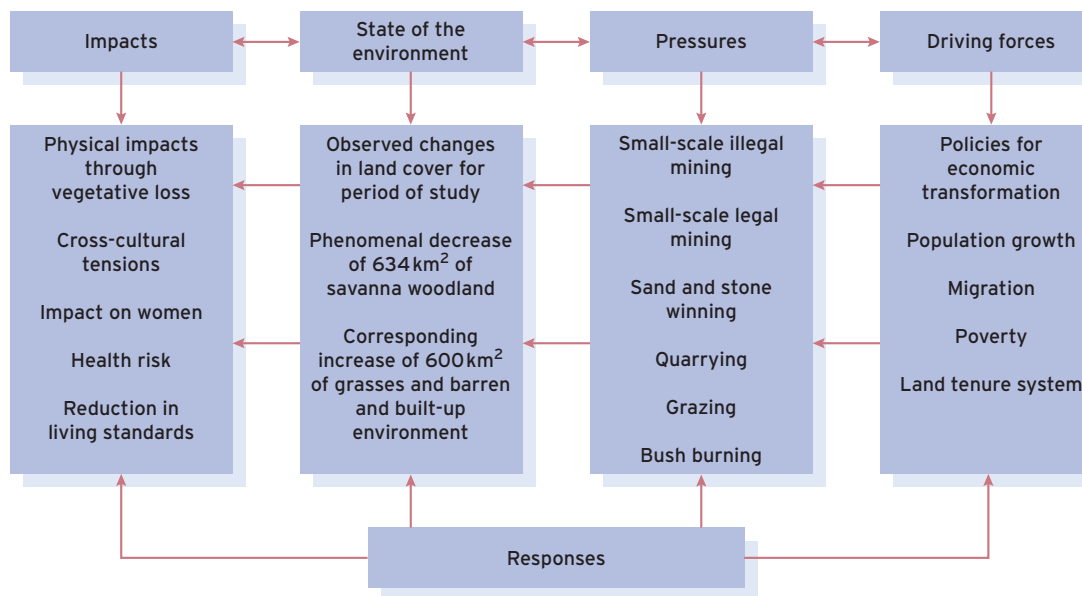 Impacts
State of the
environment
Pressures
Driving forces
Physical impacts
through
vegetative loss
Cross-cultural
tensions
Impact on women
Health risk
Reduction in
living standards
Observed changes
in land cover for
period of study
Phenomenal decrease
of 634 km² of
savanna woodland
Corresponding
increase of 600 km²
of grasses and barren
and built-up
environment
Small-scale illegal
mining
Small-scale legal
mining
Sand and stone
winning
Quarrying
Grazing
Bush burning
Policies for
economic
transformation
Population growth
Migration
Poverty
Land tenure system
Responses